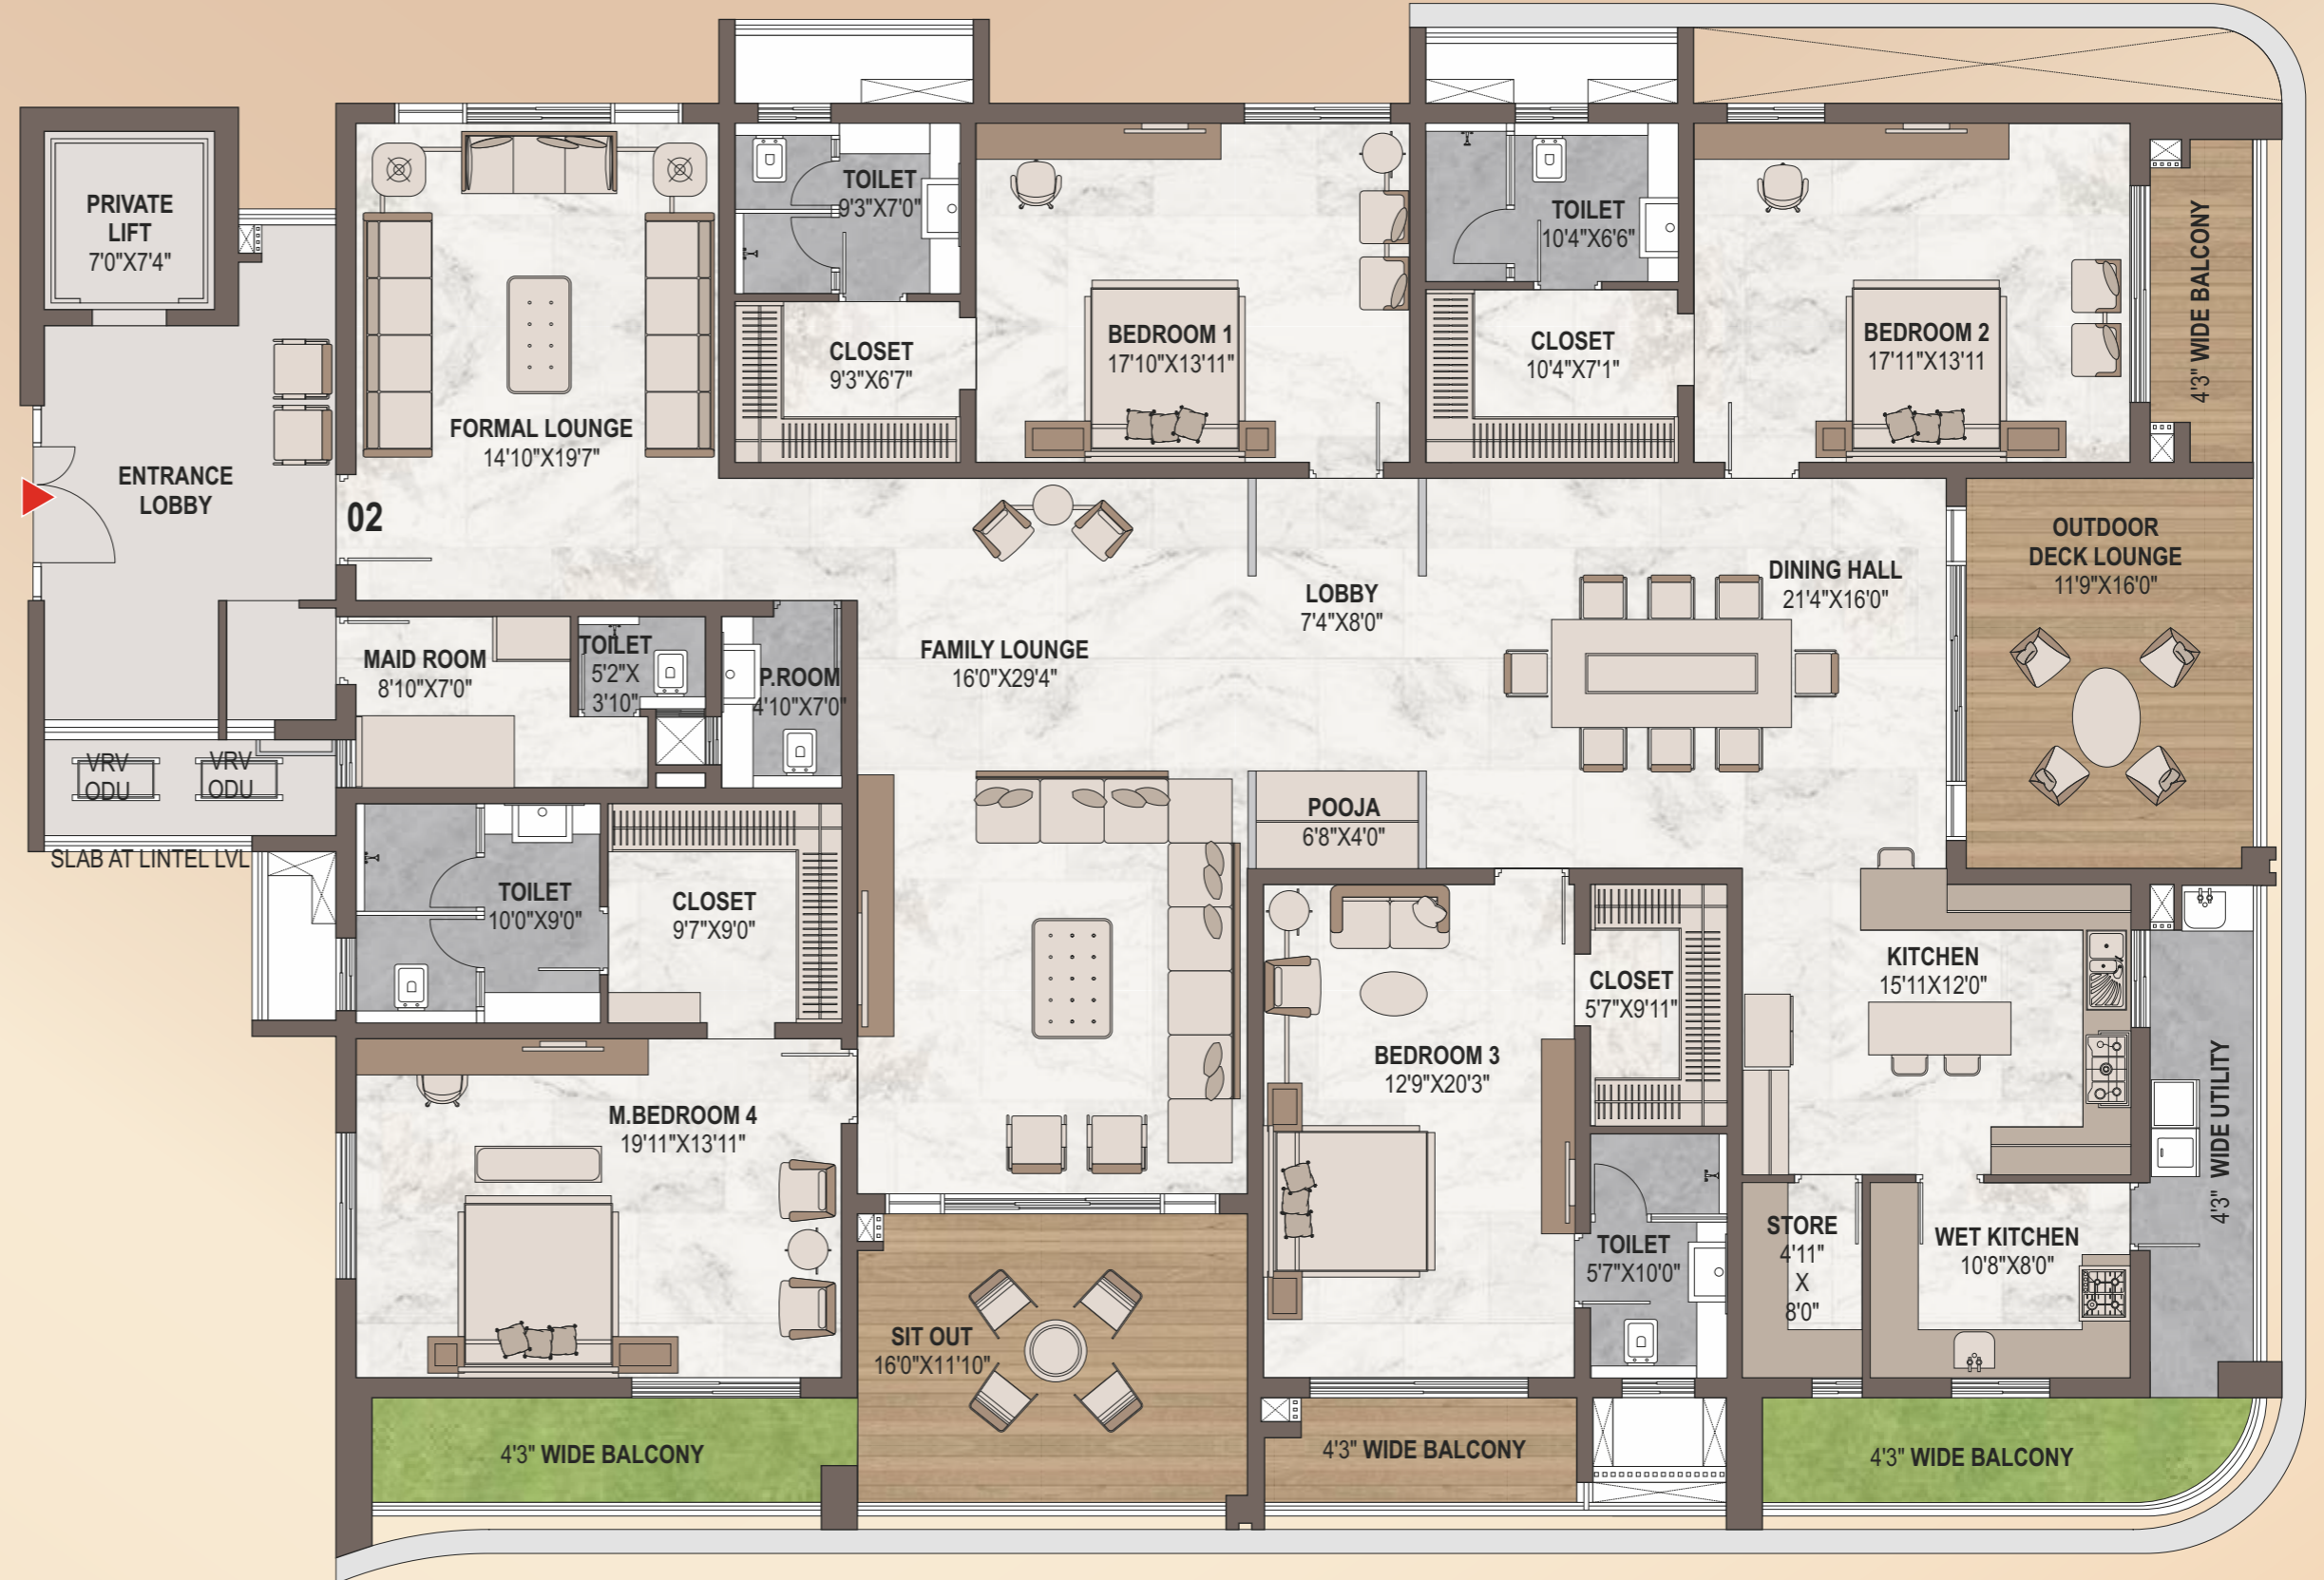 PRIVATE
LIFT
7'0"X7'4"
ENTRANCE
LOBBY
02
FORMAL LOUNGE
14'10"X19'7"
TOILET
9'3"X7'0"
CLOSET
9'3"X6'7"
BEDROOM 1
17'10"X13'11"
TOILET
10'4"X6'6"
CLOSET
10'4"X7'1"
BEDROOM 2
17'11"X13'11
4'3" WIDE BALCONY
OUTDOOR
DECK LOUNGE
11'9"X16'0"
DINING HALL
21'4"X16'0"
LOBBY
7'4"X8'0"
FAMILY LOUNGE
16'0"X29'4"
MAID ROOM
8'10"X7'0"
TOILET
5'2"X
3'10"
P.ROOM
4'10"X7'0"
VRV
ODU
VRV
ODU
SLAB AT LINTEL LVL
POOJA
6'8"X4'0"
TOILET
10'0"X9'0"
CLOSET
9'7"X9'0"
M.BEDROOM 4
19'11"X13'11"
BEDROOM 3
12'9"X20'3"
CLOSET
5'7"X9'11"
TOILET
5'7"X10'0"
KITCHEN
15'11X12'0"
4'3" WIDE UTILITY
STORE
4'11"
X
8'0"
WET KITCHEN
10'8"X8'0"
SIT OUT
16'0"X11'10"
4'3" WIDE BALCONY
4'3" WIDE BALCONY
4'3" WIDE BALCONY